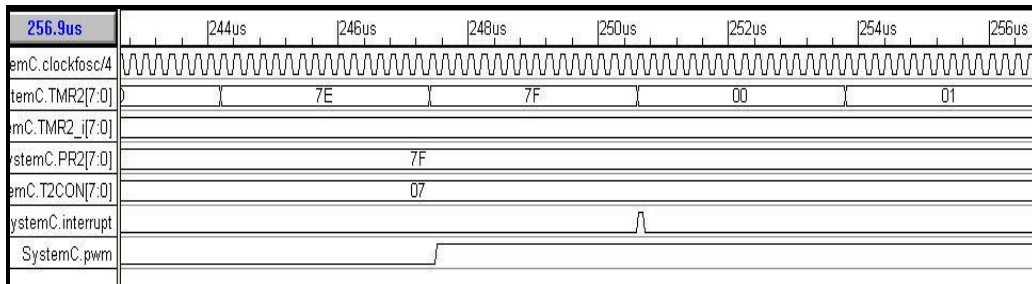 256.9us 244us 246us 248us 250us 252us 254us 256us
emC.clockfosc/4
temC.TMR2[7:0] 7E 7F 00 01
mC.TMR2_i[7:0]
ystemC.PR2[7:0] 7F
emC.T2CON[7:0] 07
ystemC.interrupt
SystemC.pwm